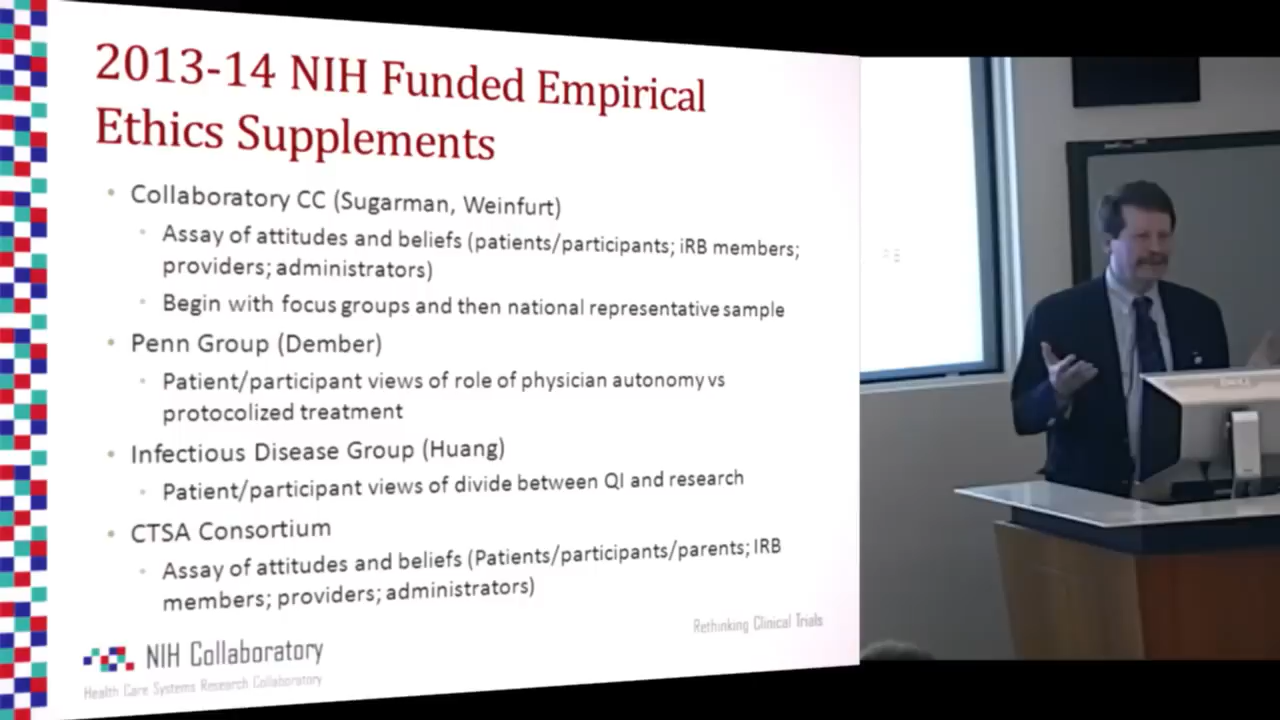 2013-14 NIH Funded Empirical
Ethics Supplements
• Collaboratory CC (Sugarman, Weinfurt)
• Assay of attitudes and beliefs (patients/participants; iRB members;
providers; administrators)
• Begin with focus groups and then national representative sample
• Penn Group (Dember)
• Patient/participant views of role of physician autonomy vs
protocolized treatment
• Infectious Disease Group (Huang)
• Patient/participant views of divide between QI and research
• CTSA Consortium
• Assay of attitudes and beliefs (Patients/participants/parents; IRB
members; providers; administrators)
Rethinking Clinical Trials
NIH Collaboratory
Health Care Systems Research Collaboratory
DELL